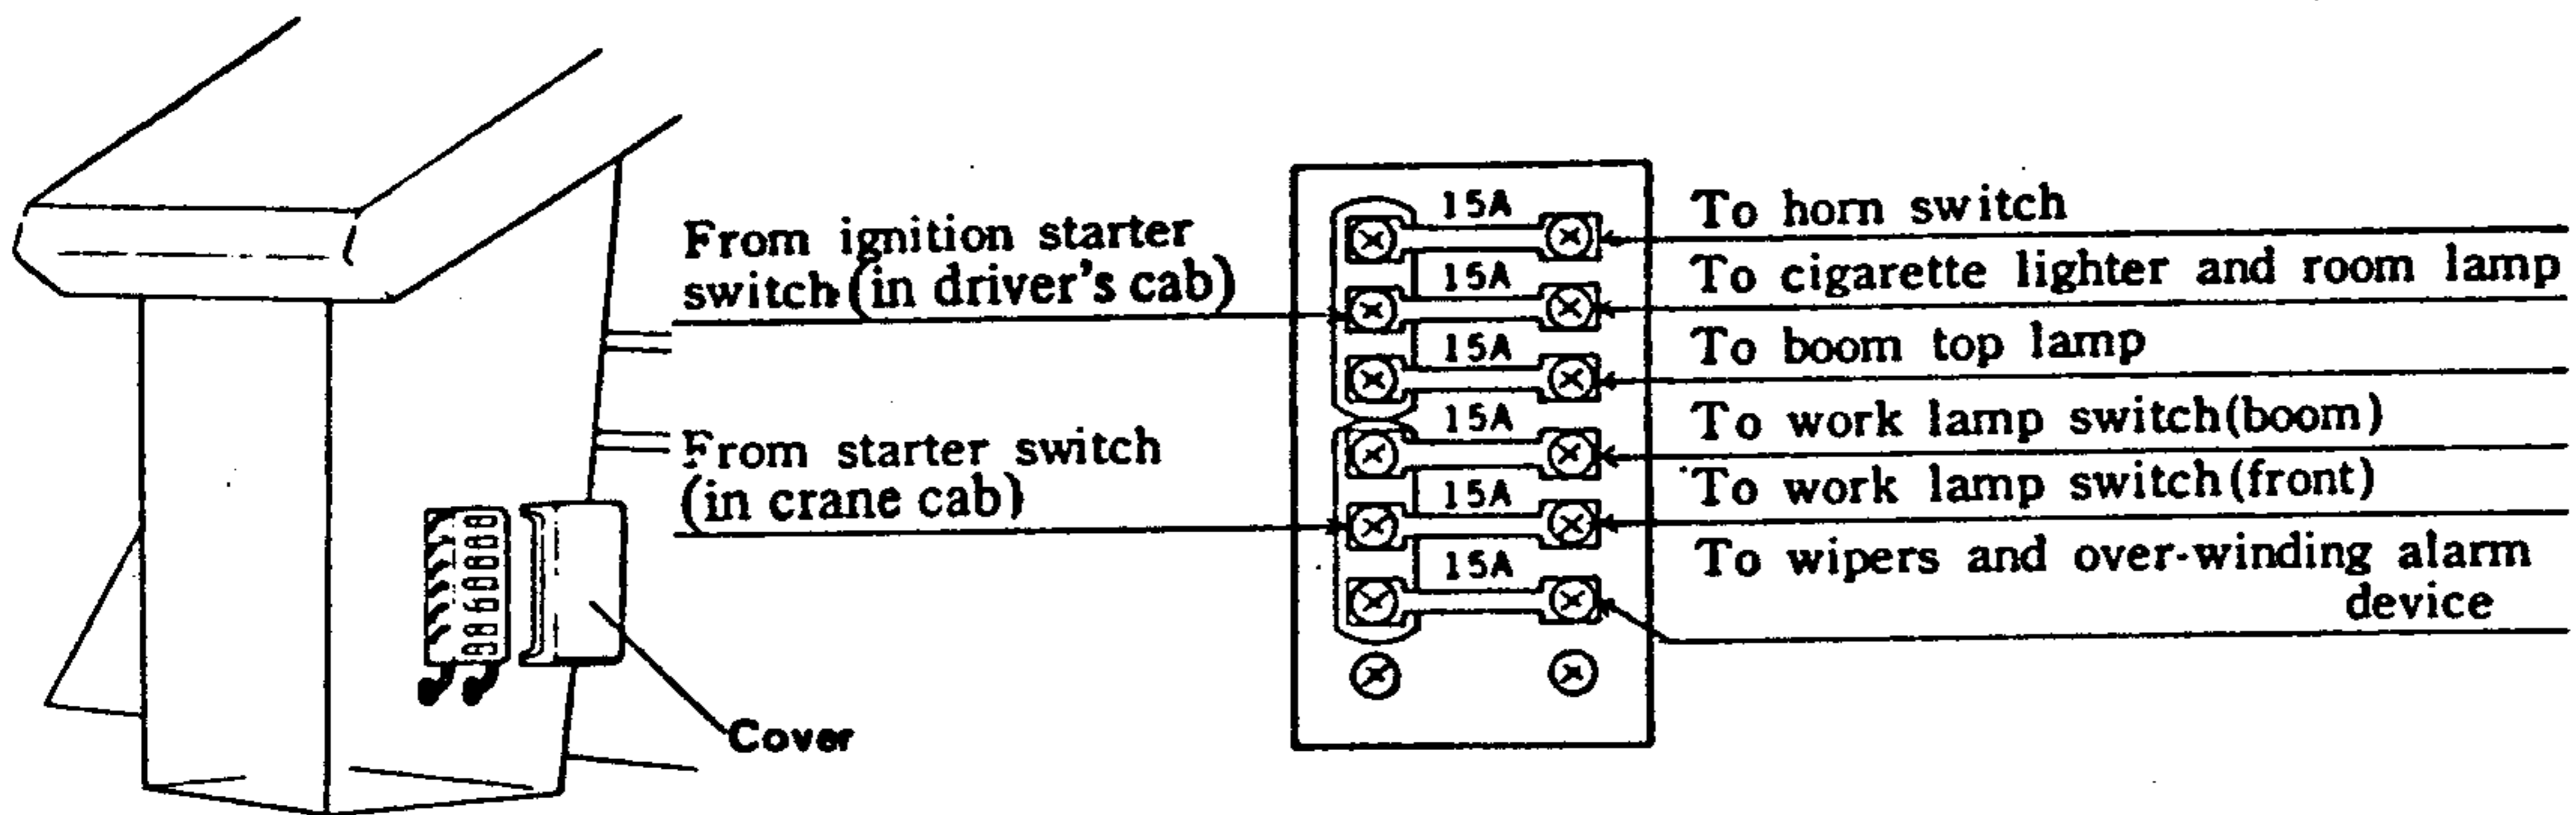 From ignition starter
switch (in driver's cab)
From starter switch
(in crane cab)
Cover
15A
15A
15A
15A
15A
15A
To horn switch
To cigarette lighter and room lamp
To boom top lamp
To work lamp switch(boom)
To work lamp switch(front)
To wipers and over-winding alarm
device